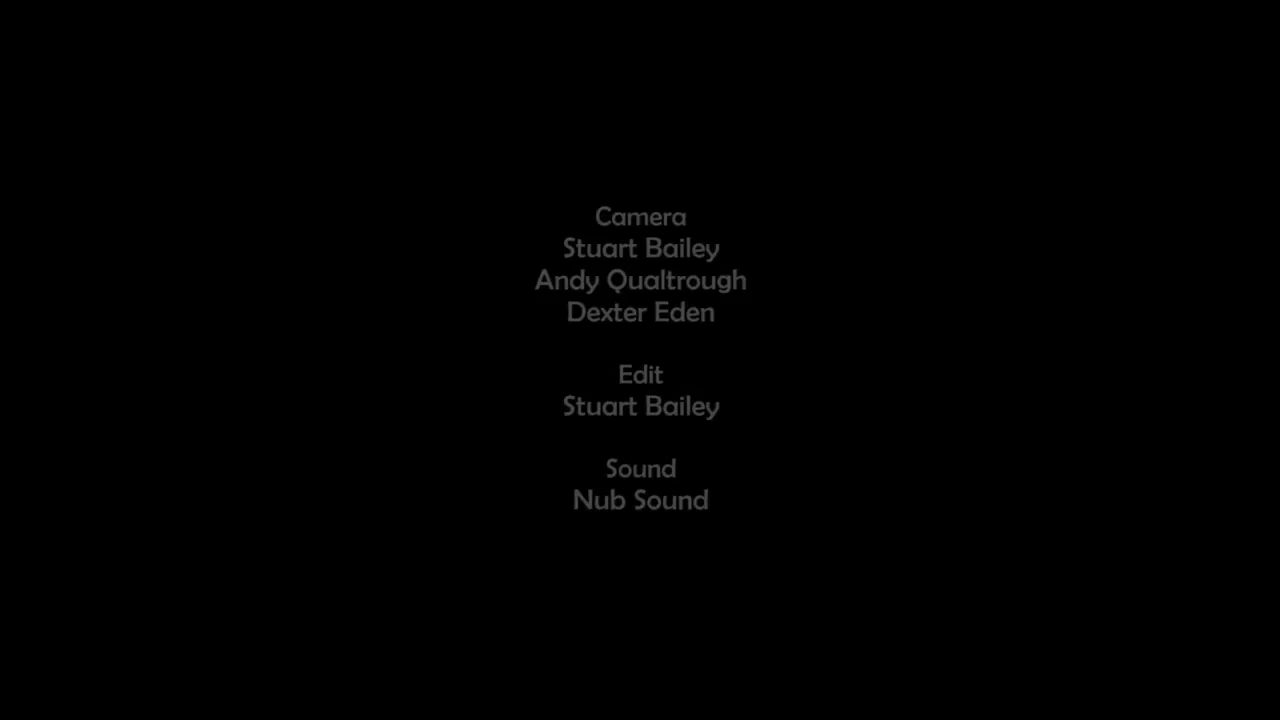 Camera
Stuart Bailey
Andy Qualtrough
Dexter Eden
Edit
Stuart Bailey
Sound
Nub Sound